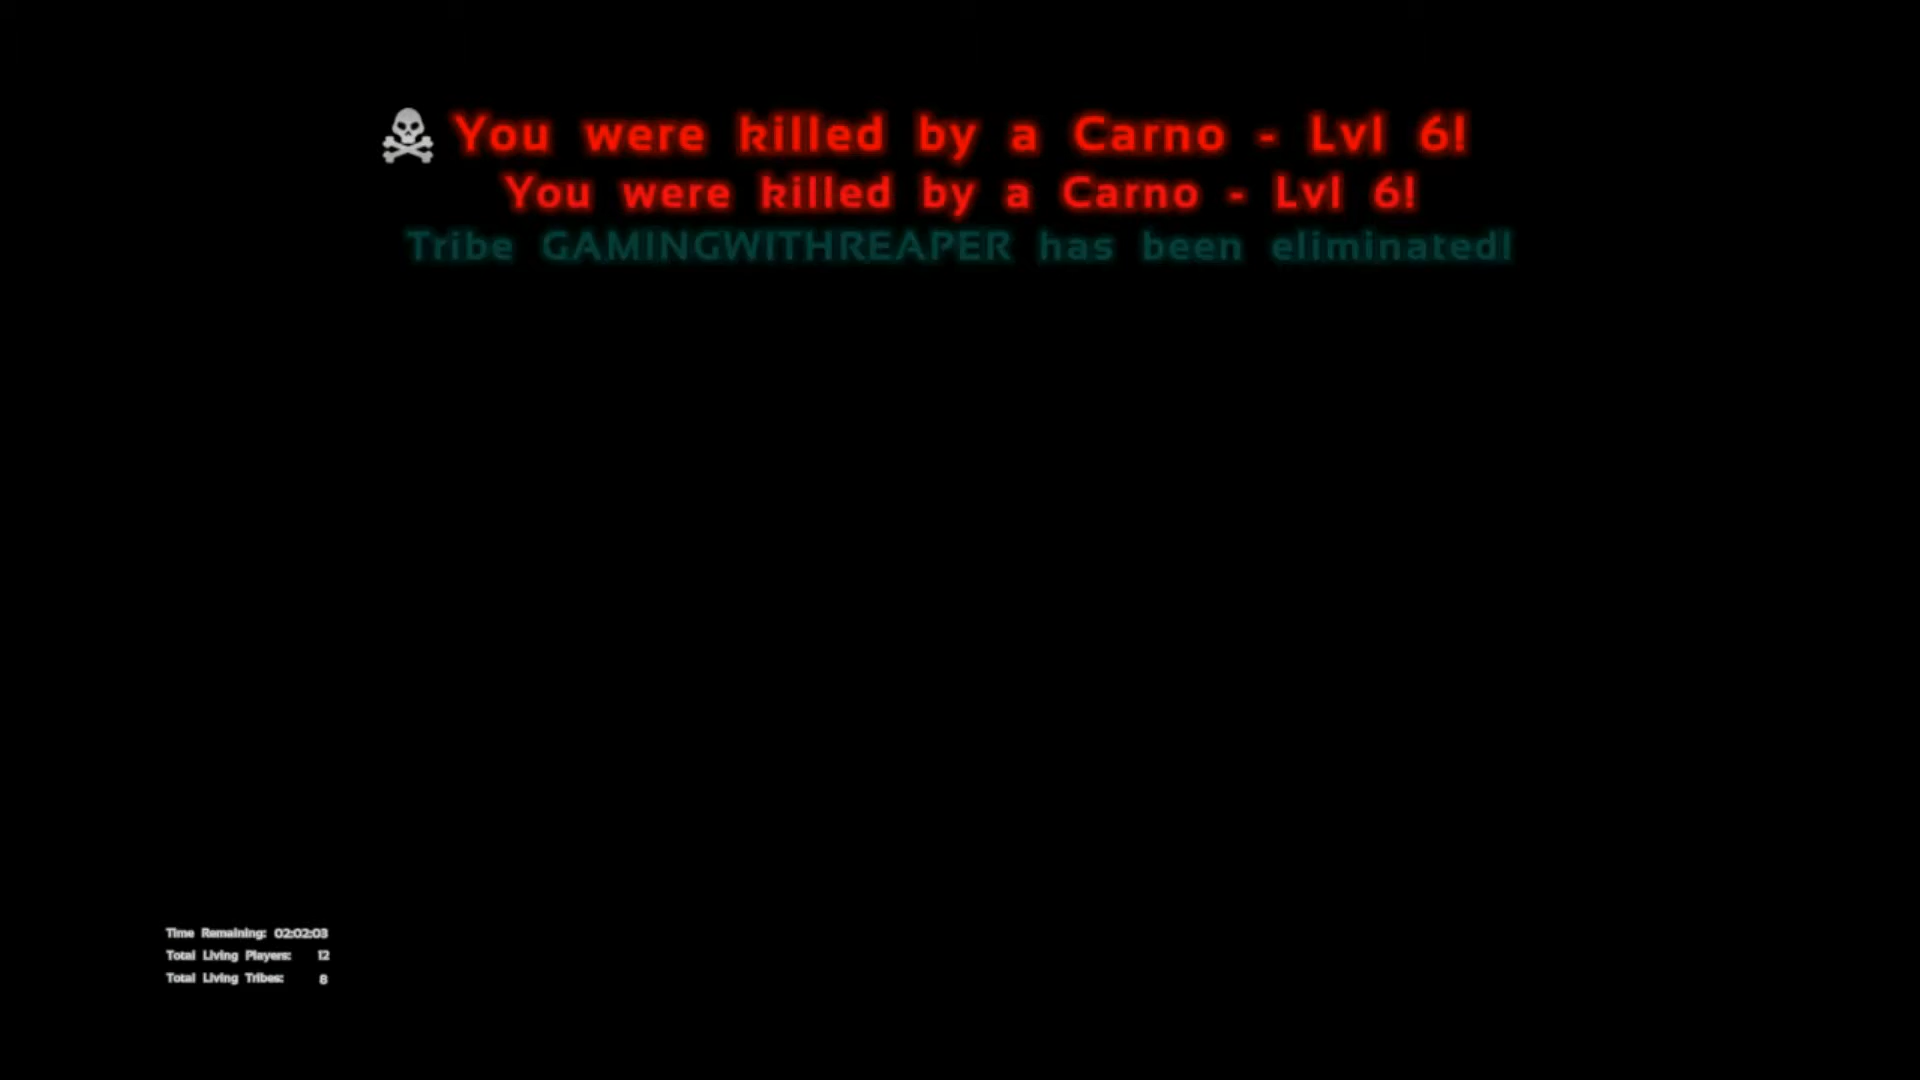 You were killed by a Carno - Lvl 6!
You were killed by a Carno - Lvl 6!
Tribe GAMINGWITHREAPER has been eliminated!
Time Remaining: 02:02:03
Total Living Players: 12
Total Living Tribes: 8